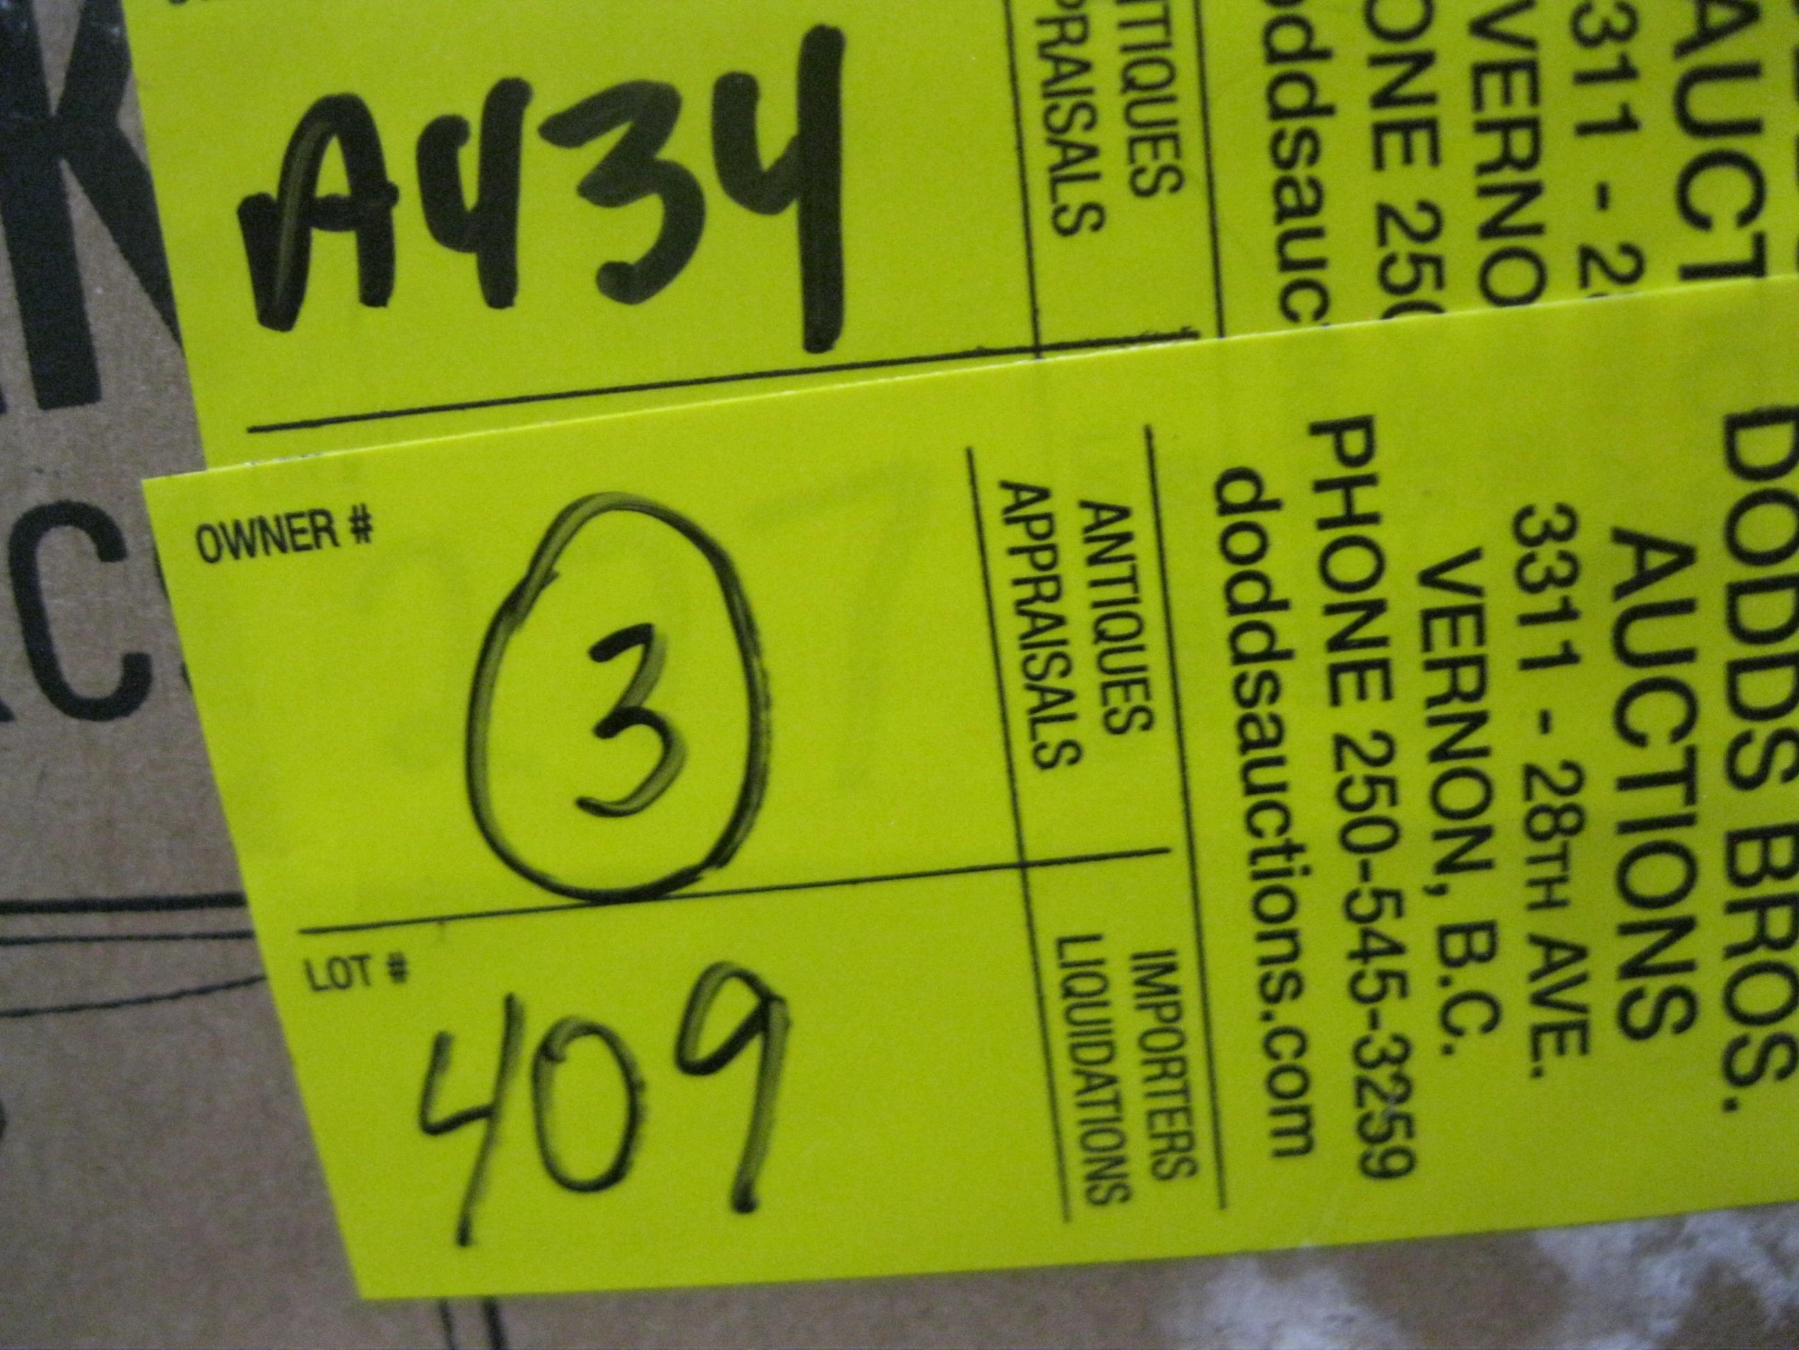 A434
ANTIQUES
DODDS BROS.
AUCTIONS
3311 - 28TH AVE.
VERNON, B.C.
PHONE 250-545-3259
doddsauctions.com
ANTIQUES
APPRAISALS
IMPORTERS
LIQUIDATIONS
OWNER #
3
LOT #
409